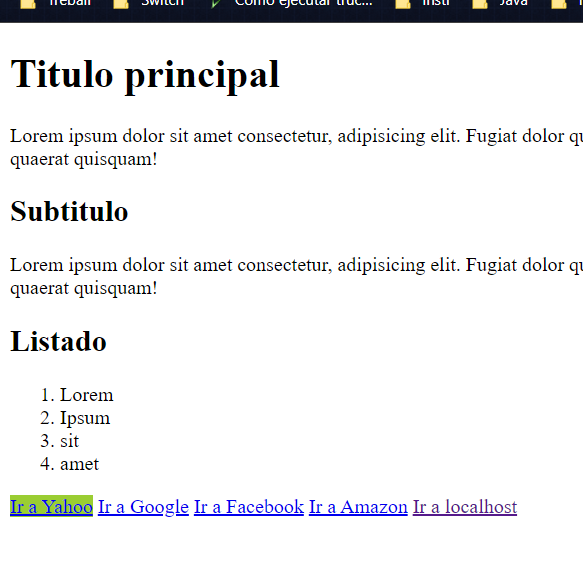 Treball Switch Como ejecutar truc... Insti Java
Titulo principal
Lorem ipsum dolor sit amet consectetur, adipisicing elit. Fugiat dolor
quaerat quisquam!
Subtitulo
Lorem ipsum dolor sit amet consectetur, adipisicing elit. Fugiat dolor
quaerat quisquam!
Listado
1. Lorem
2. Ipsum
3. sit
4. amet
Ir a Yahoo Ir a Google Ir a Facebook Ir a Amazon Ir a localhost